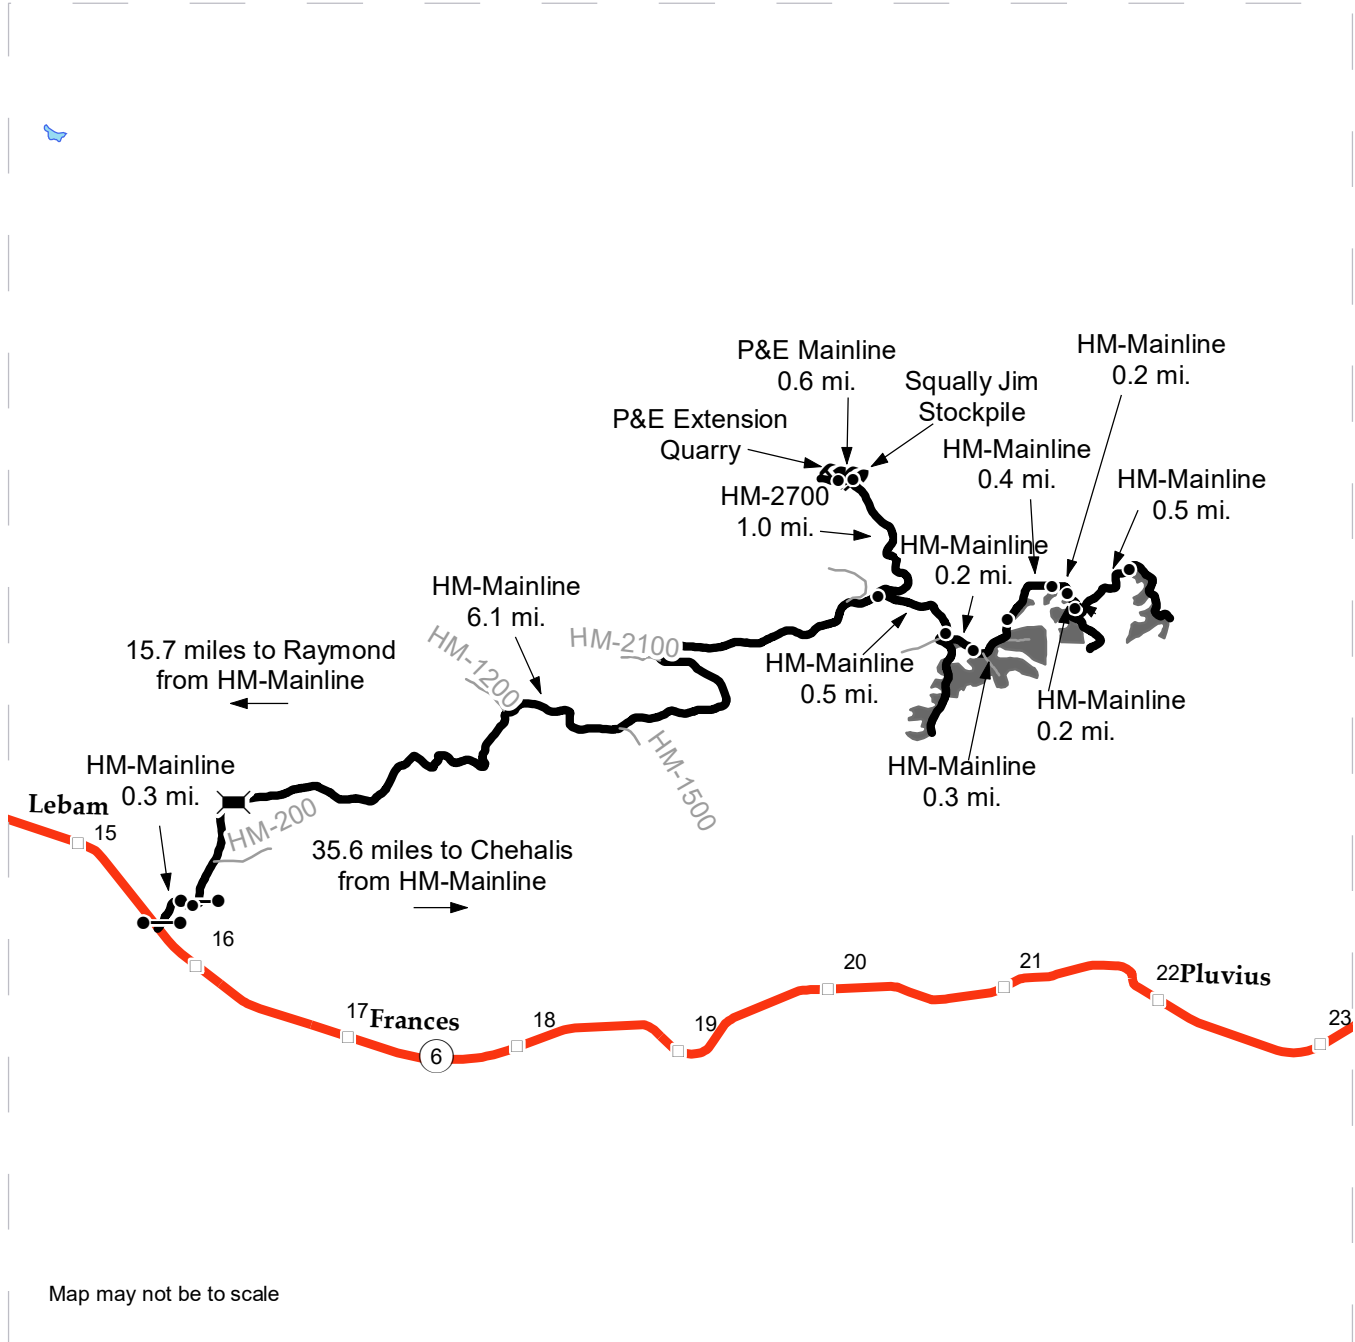 HM-Mainline
0.2 mi.
P&E Mainline
0.6 mi.
Squally Jim
Stockpile
P&E Extension
Quarry
HM-Mainline
0.4 mi.
HM-Mainline
0.5 mi.
HM-2700
1.0 mi.
HM-Mainline
0.2 mi.
HM-Mainline
6.1 mi.
HM-1200
HM-2100
15.7 miles to Raymond
from HM-Mainline
HM-Mainline
0.5 mi.
HM-Mainline
0.2 mi.
HM-Mainline
0.3 mi.
HM-1500
HM-Mainline
0.3 mi.
Lebam
15
HM-200
35.6 miles to Chehalis
from HM-Mainline
16
17
Frances
6
18
19
20
21
22
Pluvius
23
Map may not be to scale